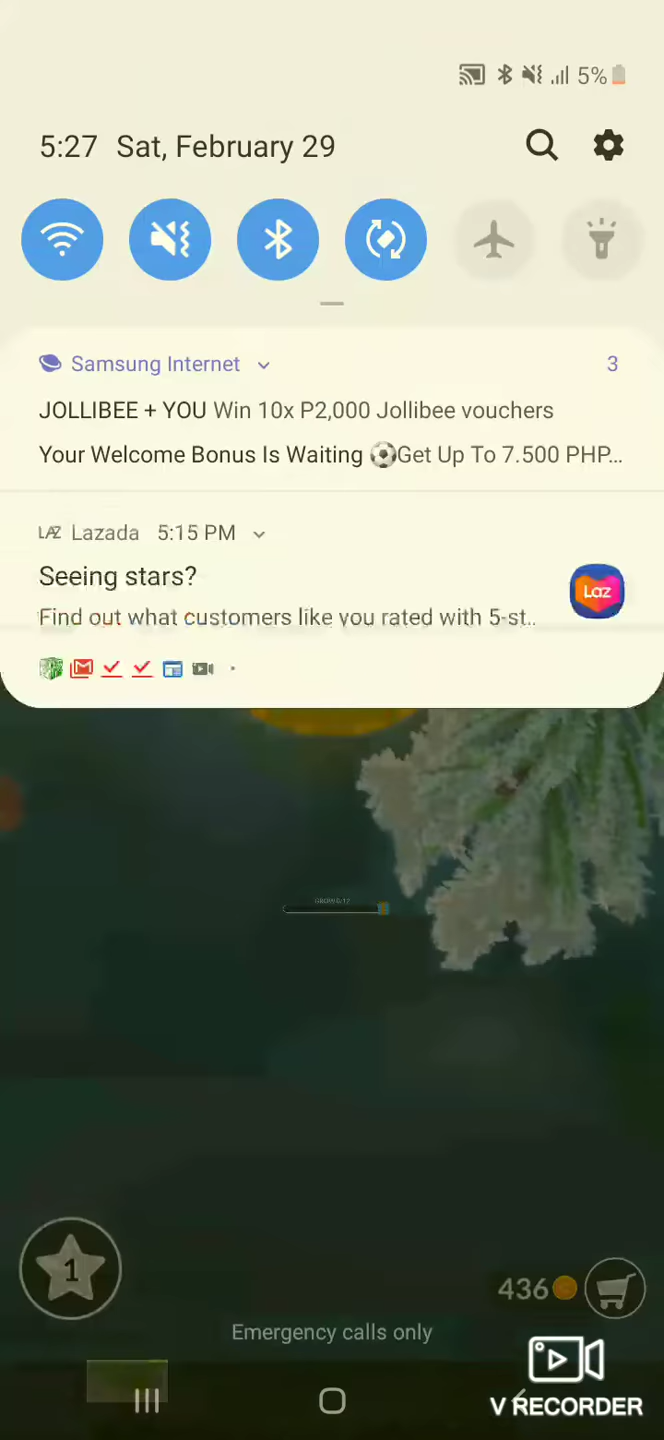 5%
5:27 Sat, February 29
Samsung Internet 3
JOLLIBEE + YOU Win 10x P2,000 Jollibee vouchers
Your Welcome Bonus Is Waiting ⚽Get Up To 7.500 PHP...
LAZ Lazada 5:15 PM
Seeing stars?
Laz
Find out what customers like you rated with 5-st..
1
436
Emergency calls only
V RECORDER